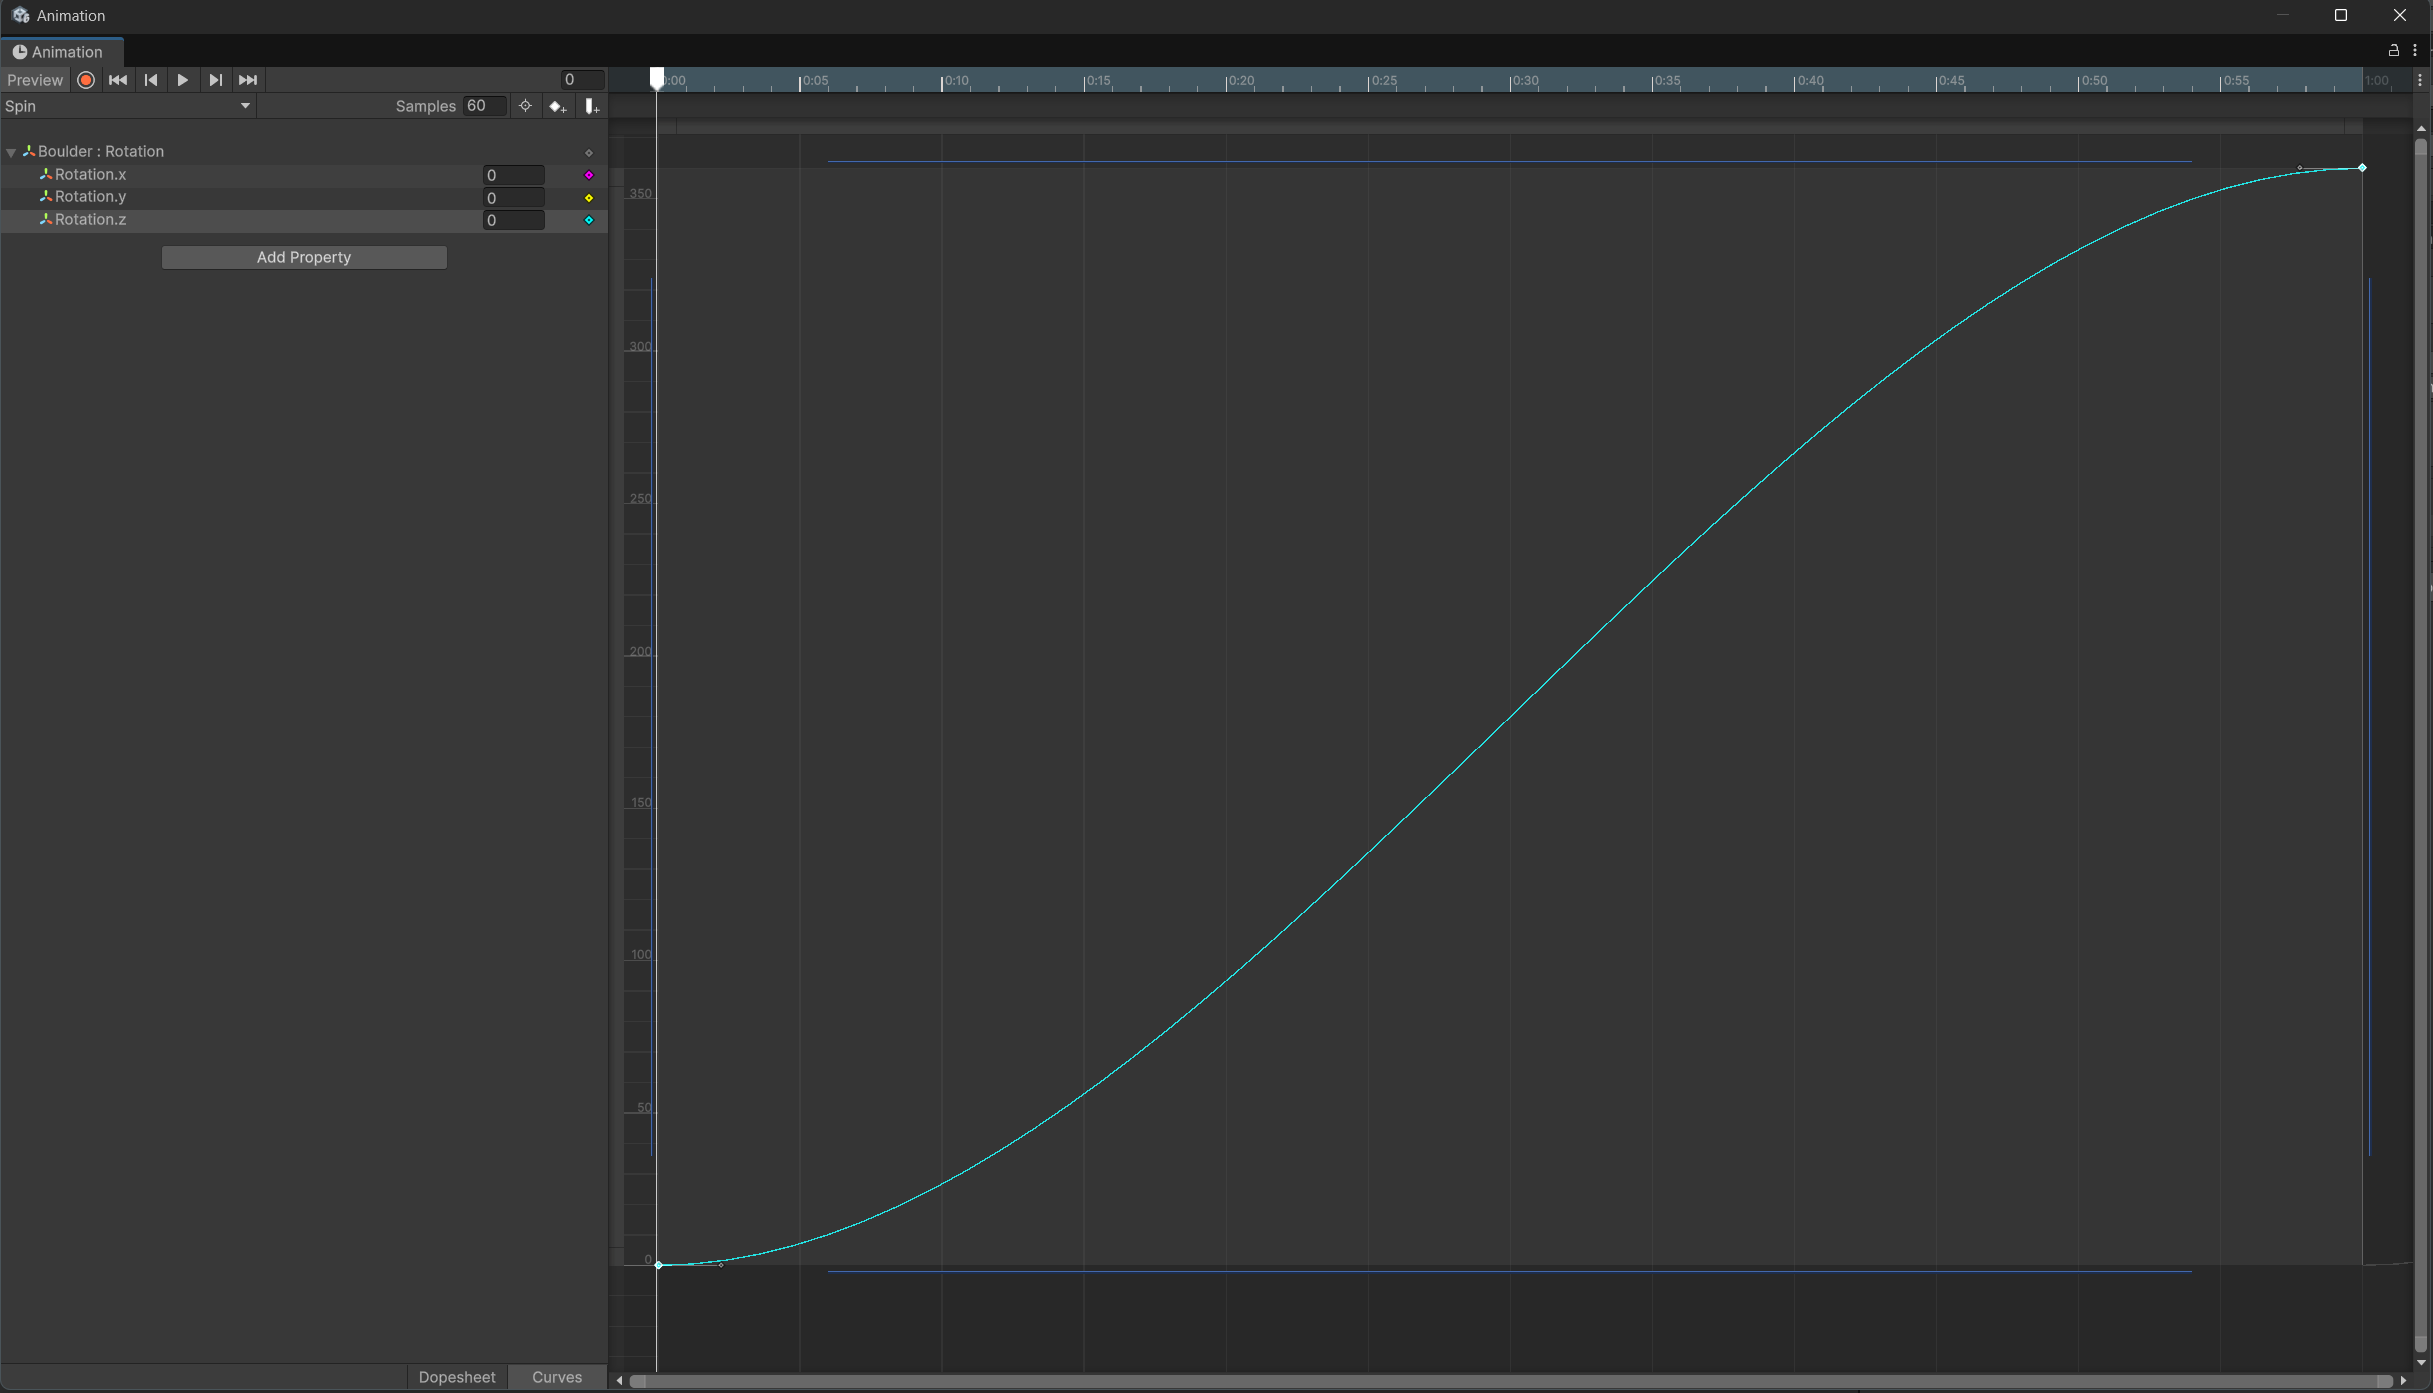 Animation
Animation
Preview 0
Spin Samples 60
0:00 0:05 0:10 0:15 0:20 0:25 0:30 0:35 0:40 0:45 0:50 0:55 1:00
Boulder : Rotation
Rotation.x 0
Rotation.y 0
Rotation.z 0
Add Property
350
300
250
200
150
100
50
0
Dopesheet Curves